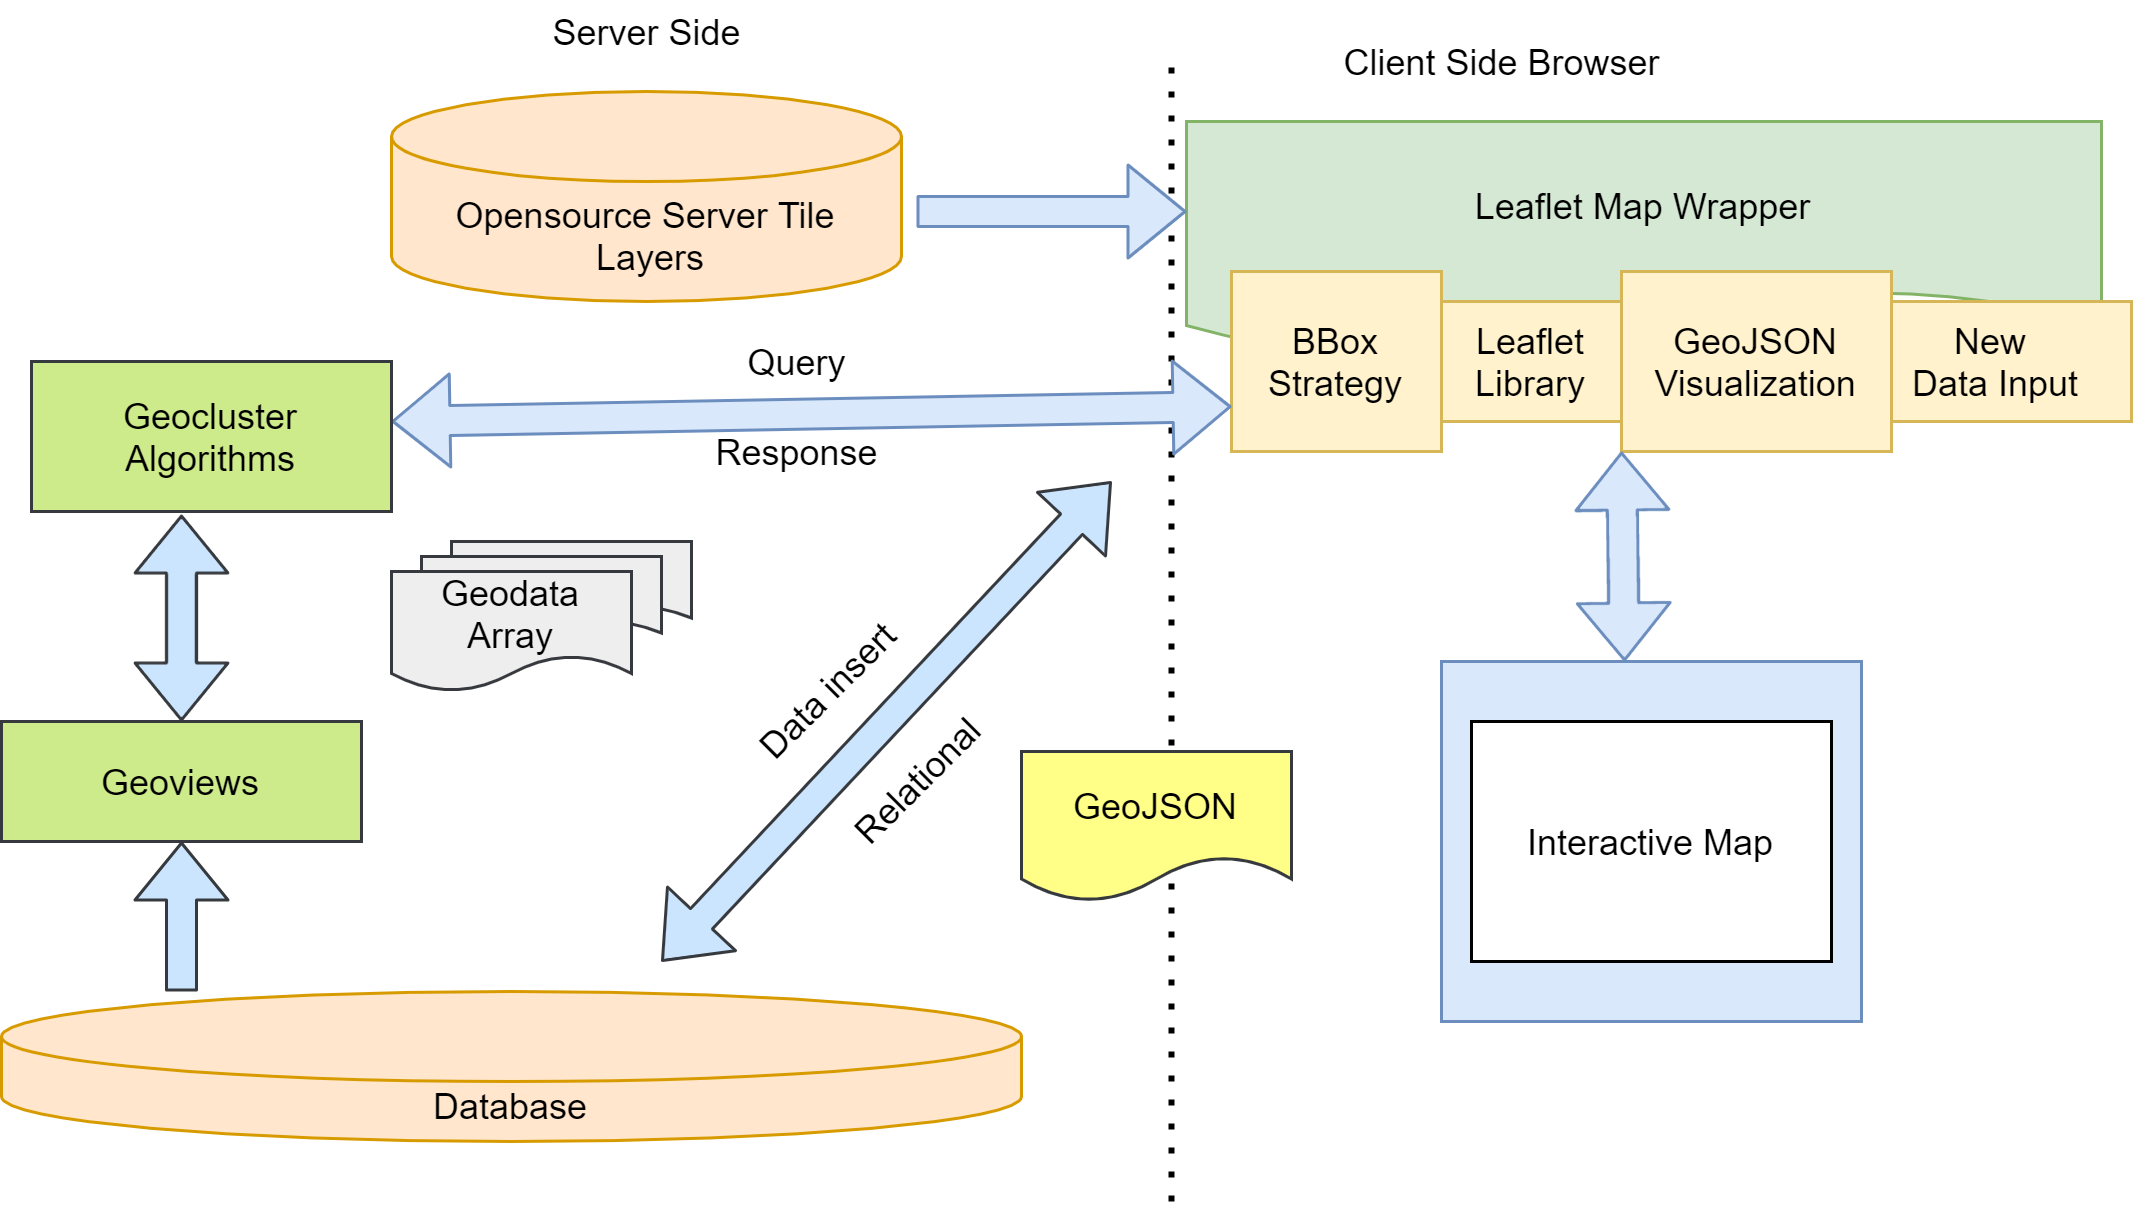 Server Side
Client Side Browser
Opensource Server Tile
Layers
Leaflet Map Wrapper
BBox
Strategy
Leaflet
Library
GeoJSON
Visualization
New
Data Input
Query
Response
Geocluster
Algorithms
Geodata
Array
Data insert
Relational
Geoviews
GeoJSON
Interactive Map
Database